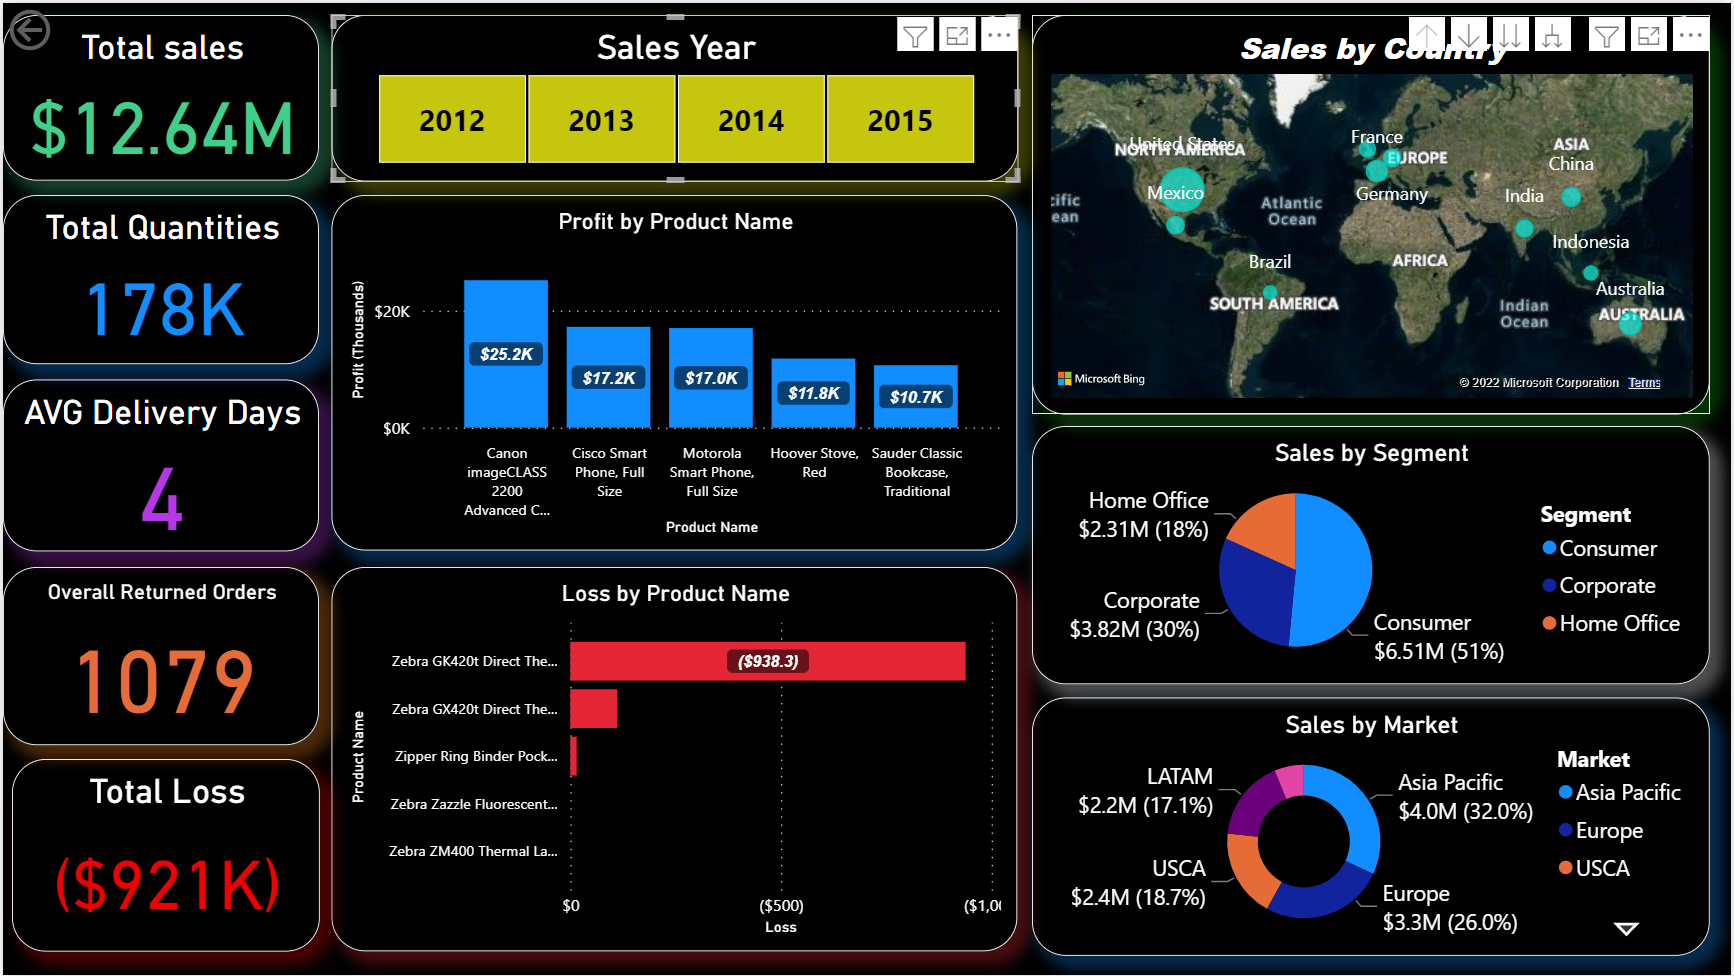 Total sales
$12.64M
Total Quantities
178K
AVG Delivery Days
4
Overall Returned Orders
1079
Total Loss
($921K)
Sales Year
2012
2013
2014
2015
Profit by Product Name
Profit (Thousands)
$20K
$0K
$25.2K
$17.2K
$17.0K
$11.8K
$10.7K
Canon
imageCLASS
2200
Advanced C...
Cisco Smart
Phone, Full
Size
Motorola
Smart Phone,
Full Size
Hoover Stove,
Red
Sauder Classic
Bookcase,
Traditional
Product Name
Loss by Product Name
Product Name
Zebra GK420t Direct The...
($938.3)
Zebra GX420t Direct The...
Zipper Ring Binder Pock...
Zebra Zazzle Fluorescent...
Zebra ZM400 Thermal La...
$0
($500)
($1,00
Loss
Sales by Country
United States
NORTH AMERICA
Mexico
France
EUROPE
Germany
ASIA
China
India
Indonesia
cific
ean
Atlantic
Ocean
AFRICA
Brazil
SOUTH AMERICA
Indian
Ocean
Australia
AUSTRALIA
Microsoft Bing
© 2022 Microsoft Corporation Terms
Sales by Segment
Home Office
$2.31M (18%)
Corporate
$3.82M (30%)
Consumer
$6.51M (51%)
Segment
Consumer
Corporate
Home Office
Sales by Market
LATAM
$2.2M (17.1%)
USCA
$2.4M (18.7%)
Asia Pacific
$4.0M (32.0%)
Europe
$3.3M (26.0%)
Market
Asia Pacific
Europe
USCA